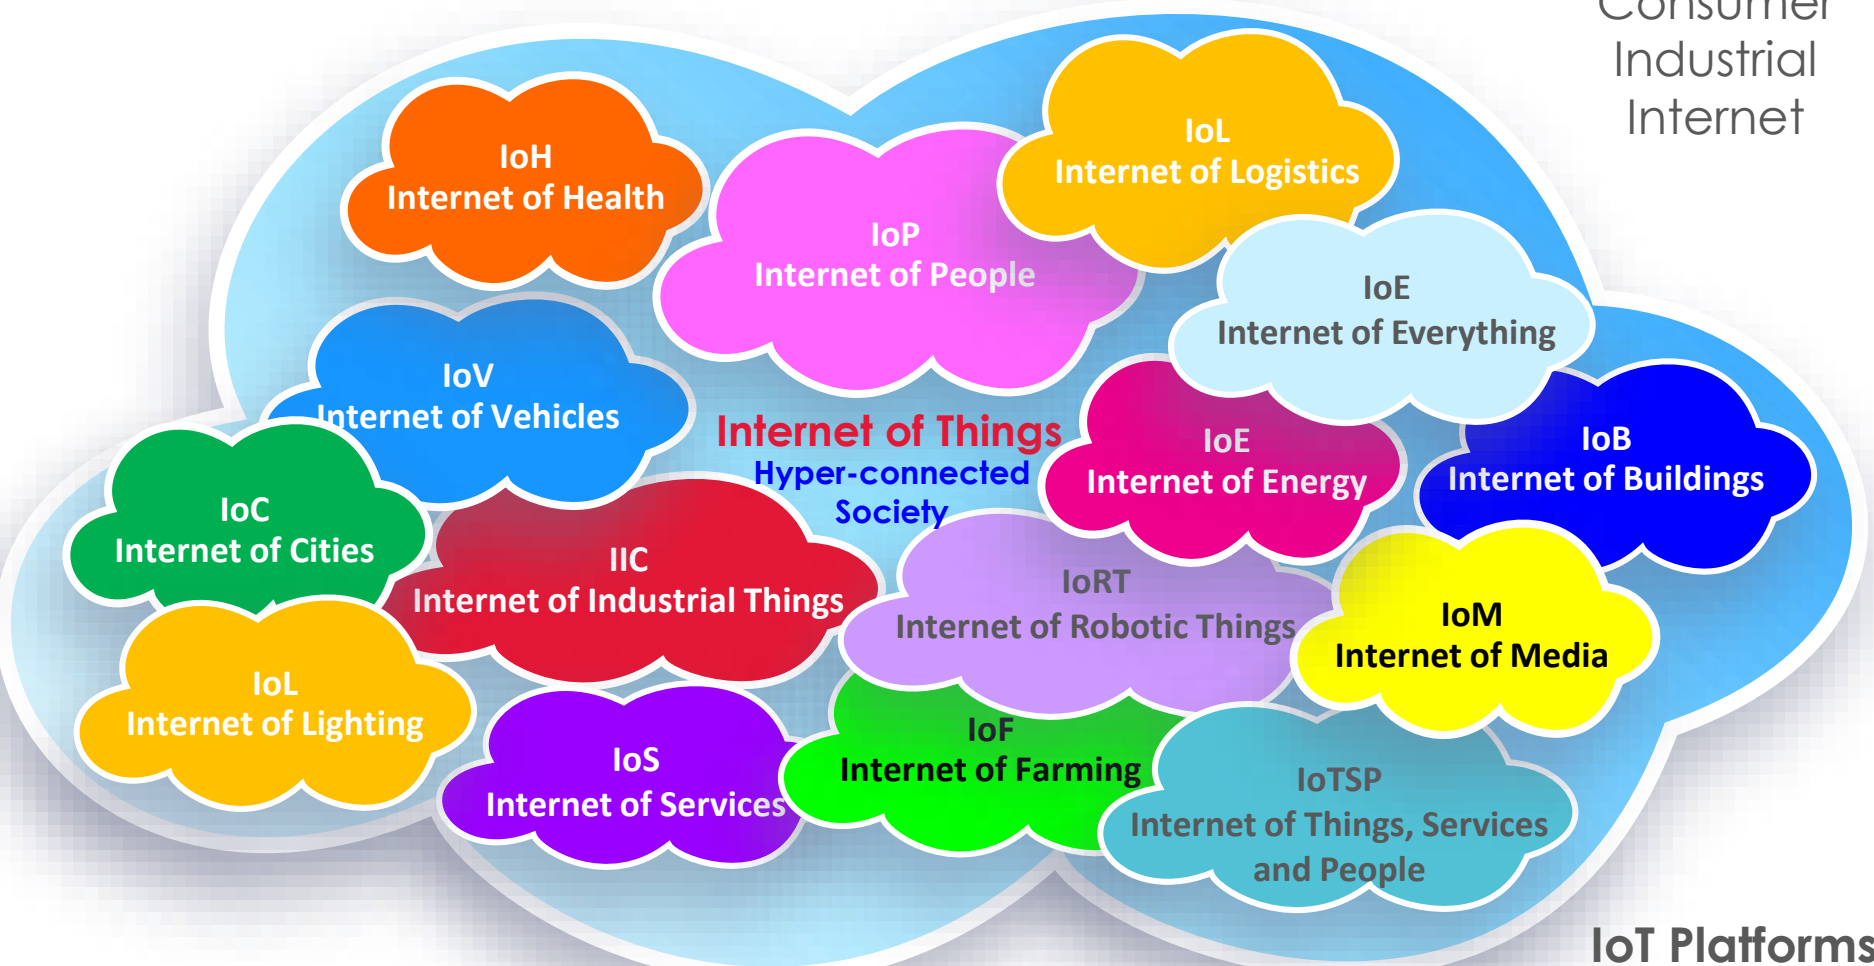 Consumer
Industrial
Internet
IoH
Internet of Health
IoL
Internet of Logistics
IoP
Internet of People
IoE
Internet of Everything
IoV
Internet of Vehicles
Internet of Things
Hyper-connected
Society
IoE
Internet of Energy
IoB
Internet of Buildings
IoC
Internet of Cities
IIC
Internet of Industrial Things
IoRT
Internet of Robotic Things
IoM
Internet of Media
IoL
Internet of Lighting
IoS
Internet of Services
IoF
Internet of Farming
IoTSP
Internet of Things, Services
and People
IoT Platforms